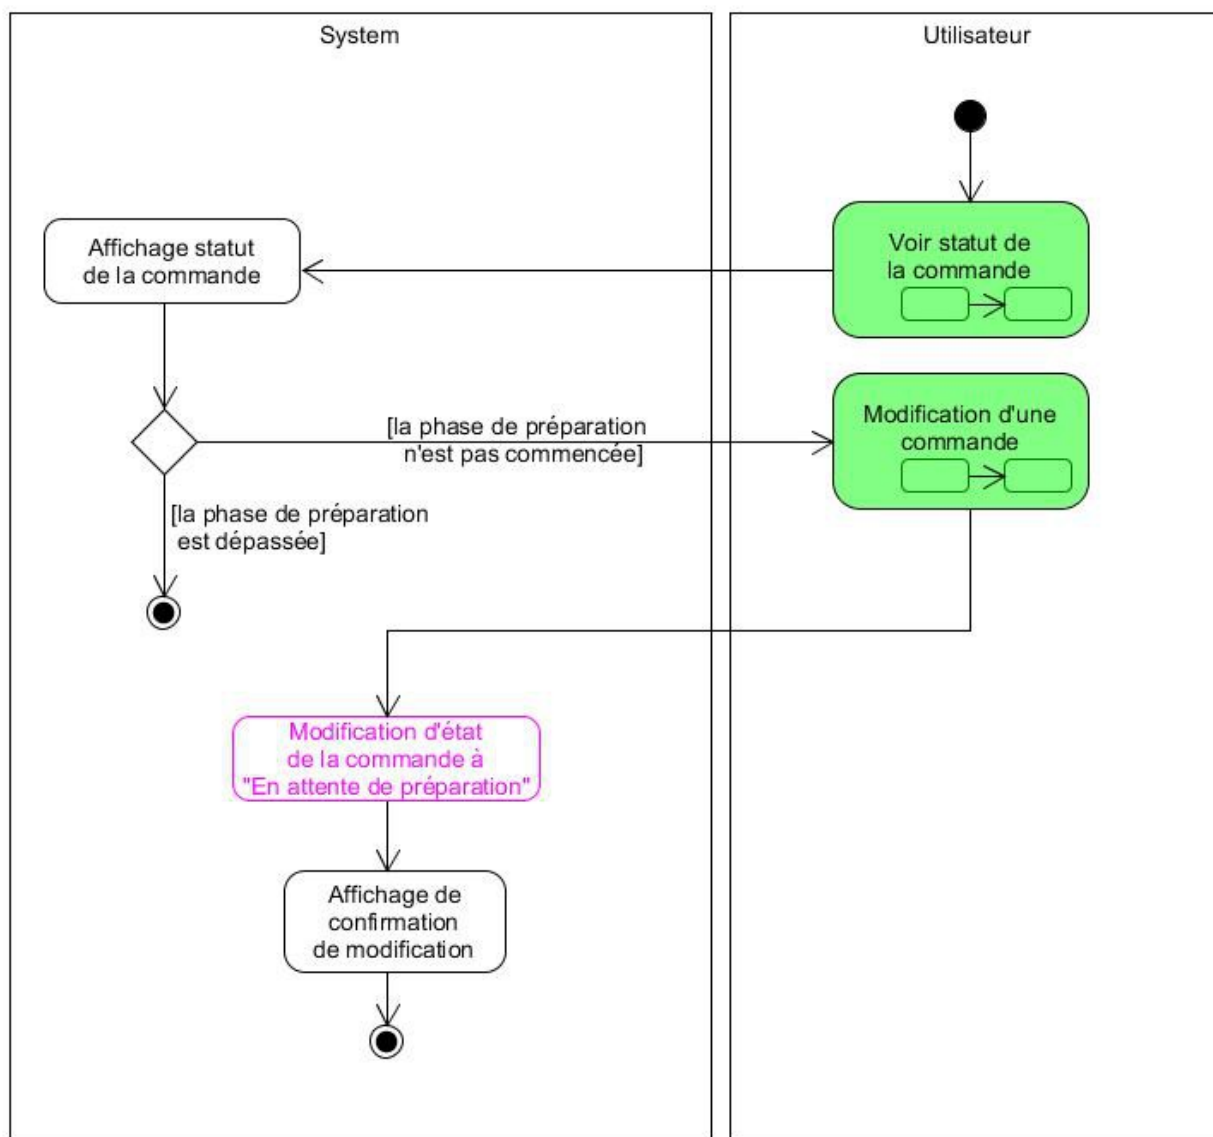 System
Utilisateur
Affichage statut
de la commande
Voir statut de
la commande
[la phase de préparation
n'est pas commencée]
Modification d'une
commande
[la phase de préparation
est dépassée]
Modification d'état
de la commande à
"En attente de préparation"
Affichage de
confirmation
de modification